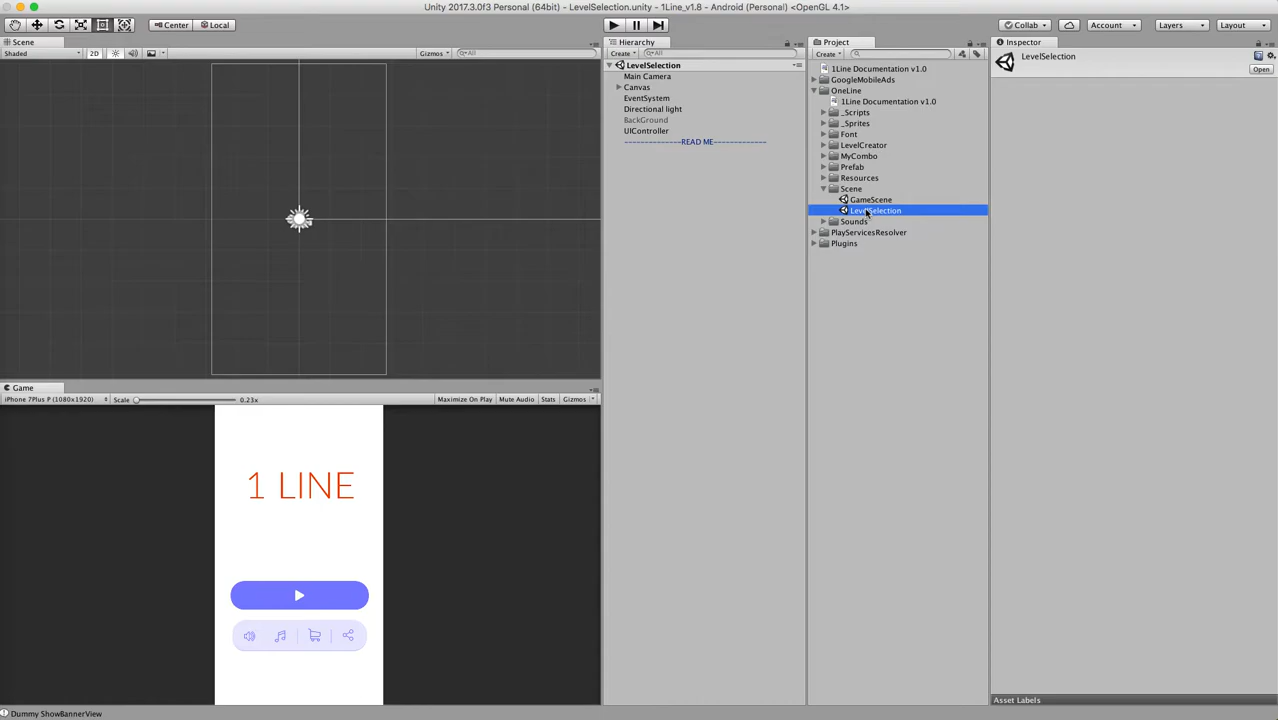 Unity 2017.3.0f3 Personal (64bit) - LevelSelection.unity - 1Line_v1.8 - Android (Personal) <OpenGL 4.1>
Center Local Collab Account Layers Layout
Scene
Shaded 2D Gizmos All
Game
iPhone 7Plus P (1080x1920) Scale 0.23x Maximize On Play Mute Audio Stats Gizmos
1 LINE
Dummy ShowBannerView
Hierarchy
Create All
LevelSelection
Main Camera
Canvas
EventSystem
Directional light
BackGround
UIController
--------------READ ME-------------
Project
Create
1Line Documentation v1.0
GoogleMobileAds
OneLine
1Line Documentation v1.0
_Scripts
_Sprites
Font
LevelCreator
MyCombo
Prefab
Resources
Scene
GameScene
LevelSelection
Sounds
PlayServicesResolver
Plugins
Inspector
LevelSelection
Open
Asset Labels